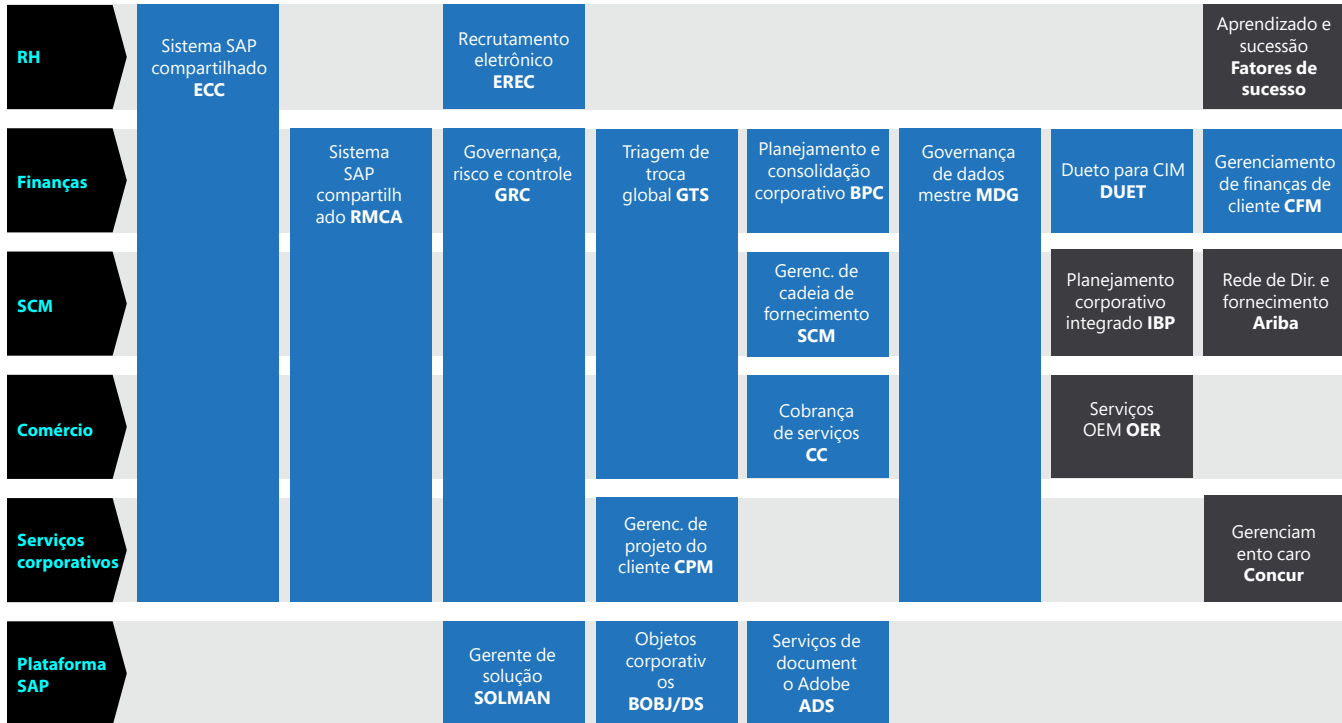 RH
Sistema SAP
compartilhado
ECC
Recrutamento
eletrônico
EREC
Aprendizado e
sucessão
Fatores de
sucesso
Finanças
Sistema
SAP
compartilh
ado RMCA
Governança,
risco e controle
GRC
Triagem de
troca
global GTS
Planejamento e
consolidação
corporativo BPC
Governança
de dados
mestre MDG
Dueto para CIM
DUET
Gerenciamento
de finanças de
cliente CFM
SCM
Gerenc. de
cadeia de
fornecimento
SCM
Planejamento
corporativo
integrado IBP
Rede de Dir. e
fornecimento
Ariba
Comércio
Cobrança
de serviços
CC
Serviços
OEM OER
Serviços
corporativos
Gerenc. de
projeto do
cliente CPM
Gerenciam
ento caro
Concur
Plataforma
SAP
Gerente de
solução
SOLMAN
Objetos
corporativ
os
BOBJ/DS
Serviços de
document
o Adobe
ADS